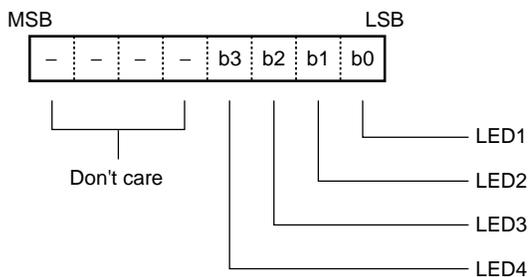 MSB LSB
– – – – b3 b2 b1 b0
LED1
Don't care
LED2
LED3
LED4